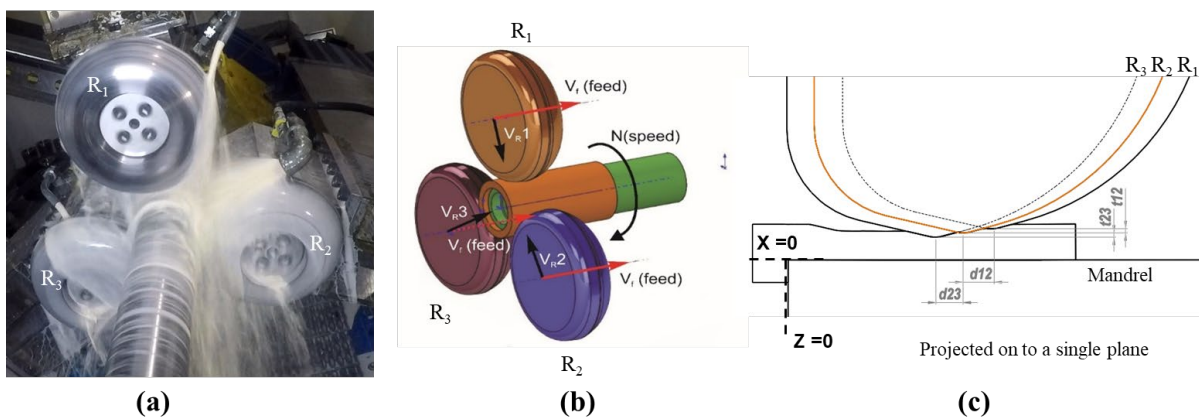 R1
R2
R3
(a)
R1
Vf (feed)
VR1
N(speed)
VR3
Vf (feed)
VR2
Vf (feed)
R3
R2
(b)
R3 R2 R1
t23
t12
X =0
d12
Mandrel
d23
Z =0
Projected on to a single plane
(c)